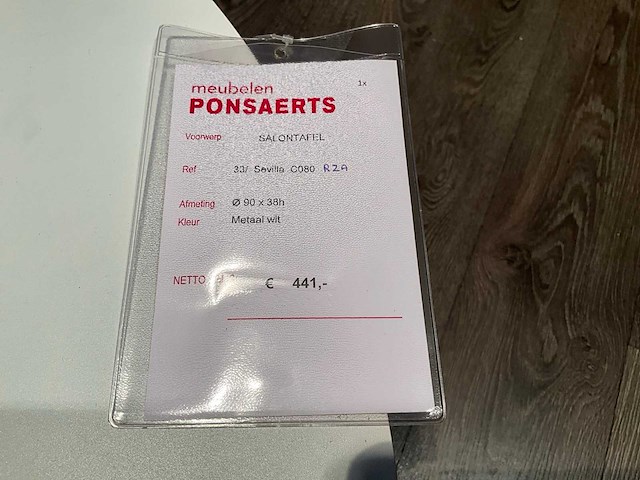 meubelen
PONSAERTS
1x
Voorwerp SALONTAFEL
Ref 33/ Sevilla C080 RZA
Afmeting Ø 90 x 38h
Kleur Metaal wit
NETTO € 441,-